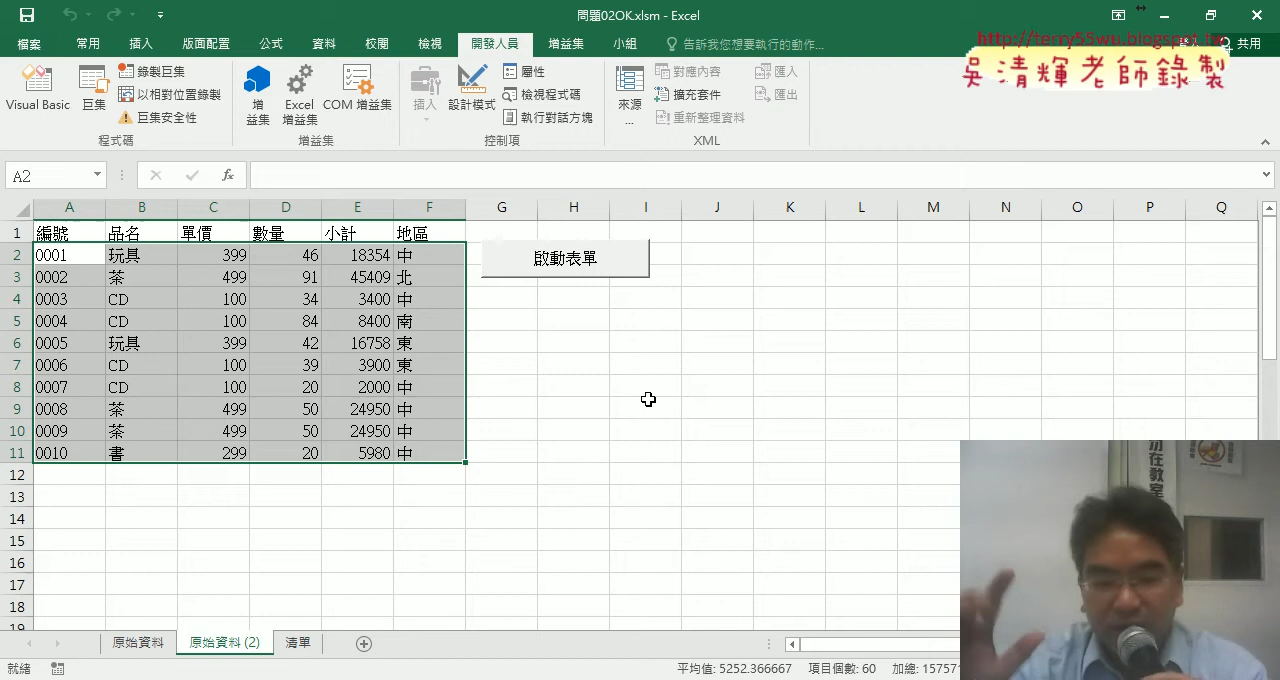 問題02OK.xlsm - Excel
http://terry55wu.blogspot.tw
吳清輝老師錄製
檔案 常用 插入 版面配置 公式 資料 校閱 檢視 開發人員 增益集 小組 告訴我您想要執行的動作... 共用
Visual Basic 巨集 錄製巨集 以相對位置錄製 巨集安全性
程式碼
增益集 Excel 增益集 COM 增益集
增益集
插入 設計模式 屬性 檢視程式碼 執行對話方塊
控制項
來源... 對應內容 擴充套件 重新整理資料 匯入 匯出
XML
A2 fx
A B C D E F G H I J K L M N O P Q
1 編號 品名 單價 數量 小計 地區
2 0001 玩具 399 46 18354 中
啟動表單
3 0002 茶 499 91 45409 北
4 0003 CD 100 34 3400 中
5 0004 CD 100 84 8400 南
6 0005 玩具 399 42 16758 東
7 0006 CD 100 39 3900 東
8 0007 CD 100 20 2000 中
9 0008 茶 499 50 24950 中
10 0009 茶 499 50 24950 中
11 0010 書 299 20 5980 中
12
13
14
15
16
17
18
19
別在教室
原始資料 原始資料 (2) 清單
就緒 平均值: 5252.366667 項目個數: 60 加總: 157571